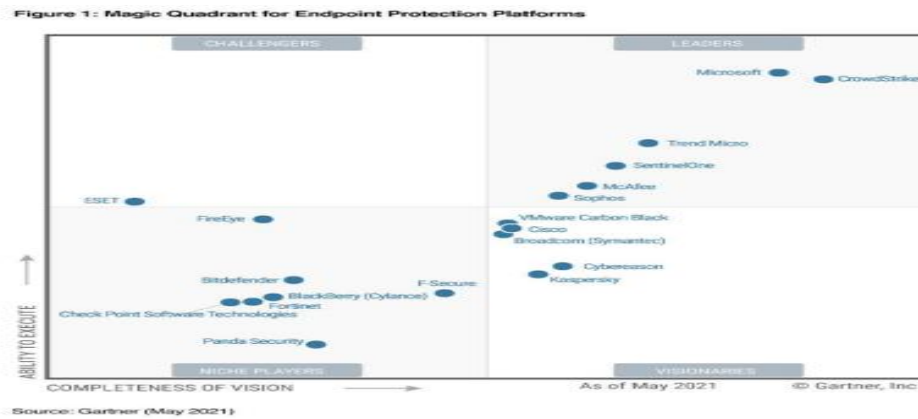 Figure 1: Magic Quadrant for Endpoint Protection Platforms
CHALLENGERS
LEADERS
Microsoft
CrowdStrike
Trend Micro
SentinelOne
McAfee
Sophos
ESET
FireEye
VMware Carbon Black
Cisco
Broadcom (Symantec)
Cybereason
Kaspersky
Bitdefender
F-Secure
BlackBerry (Cylance)
Fortinet
Check Point Software Technologies
Panda Security
ABILITY TO EXECUTE
NICHE PLAYERS
VISIONARIES
COMPLETENESS OF VISION
As of May 2021
© Gartner, Inc
Source: Gartner (May 2021)